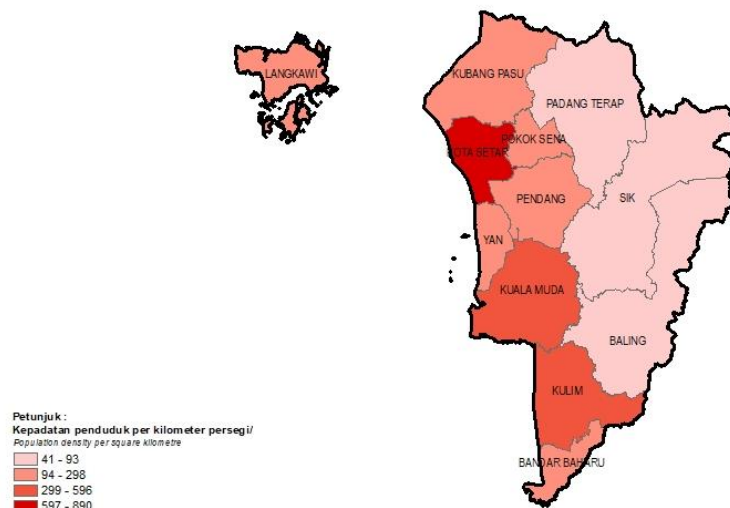 LANGKAWI
KUBANG PASU
PADANG TERAP
POKOK SENA
KOTA SETAR
SIK
PENDANG
YAN
KUALA MUDA
BALING
KULIM
BANDAR BAHARU
Petunjuk :
Kepadatan penduduk per kilometer persegi/
Population density per square kilometre
41 - 93
94 - 298
299 - 596
597 - 890